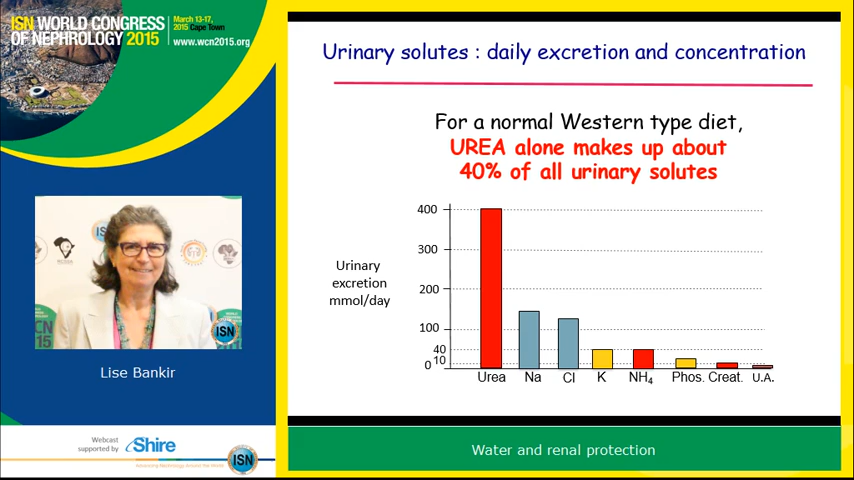 ISN WORLD CONGRESS
OF NEPHROLOGY 2015
March 13-17,
2015 Cape Town
www.wcn2015.org
Urinary solutes : daily excretion and concentration
For a normal Western type diet,
UREA alone makes up about
40% of all urinary solutes
Urinary
excretion
mmol/day
400
300
200
100
40
10
0
Urea Na Cl K NH₄ Phos. Creat. U.A.
ISN
CN
15
ISN
Lise Bankir
Webcast
supported by
Shire
ISN
Water and renal protection